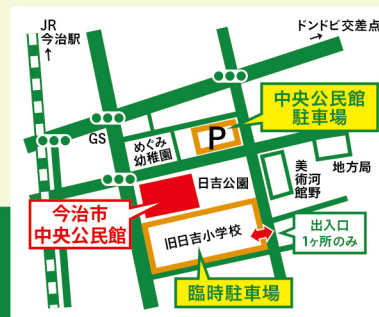 JR
今治駅
↑
ドンドビ交差点
→
GS
めぐみ
幼稚園
P
中央公民館
駐車場
美術館
河野
地方局
日吉公園
今治市
中央公民館
旧日吉小学校
出入口
1ヶ所のみ
臨時駐車場